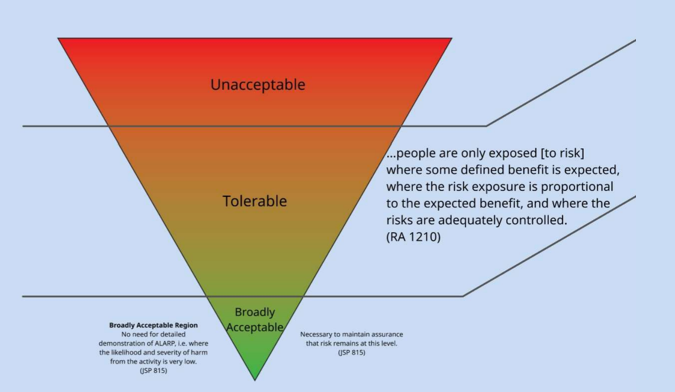 Unacceptable
...people are only exposed [to risk]
where some defined benefit is expected,
where the risk exposure is proportional
to the expected benefit, and where the
risks are adequately controlled.
(RA 1210)
Tolerable
Broadly
Acceptable
Broadly Acceptable Region
No need for detailed
demonstration of ALARP, i.e. where
the likelihood and severity of harm
from the activity is very low.
(JSP 815)
Necessary to maintain assurance
that risk remains at this level.
(JSP 815)